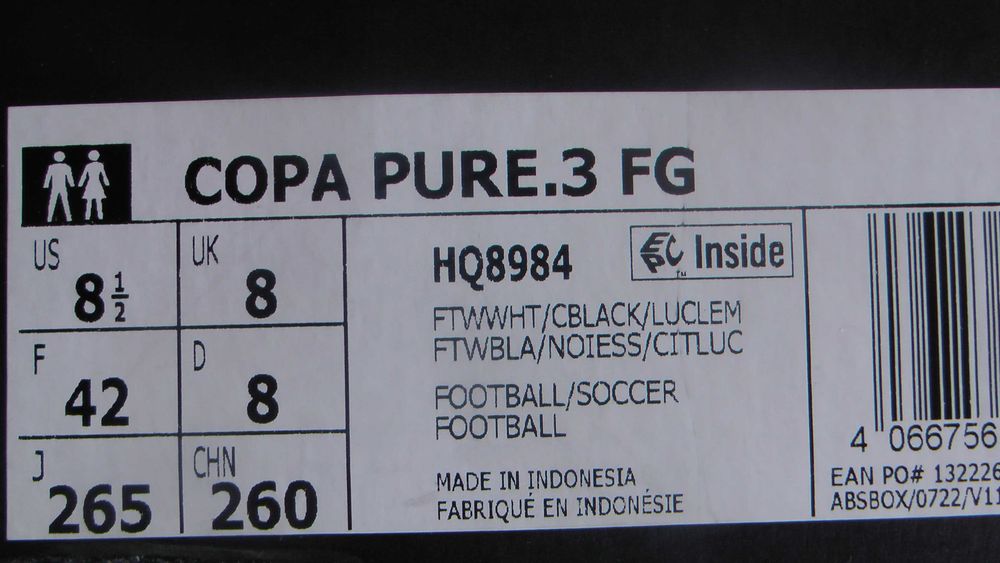 COPA PURE.3 FG
US 8 1/2
UK 8
F 42
D 8
J 265
CHN 260
HQ8984
EPC Inside
™
FTWWHT/CBLACK/LUCLEM
FTWBLA/NOIESS/CITLUC
FOOTBALL/SOCCER
FOOTBALL
MADE IN INDONESIA
FABRIQUÉ EN INDONÉSIE
4 066756
EAN PO# 132226
ABSBOX/0722/V11